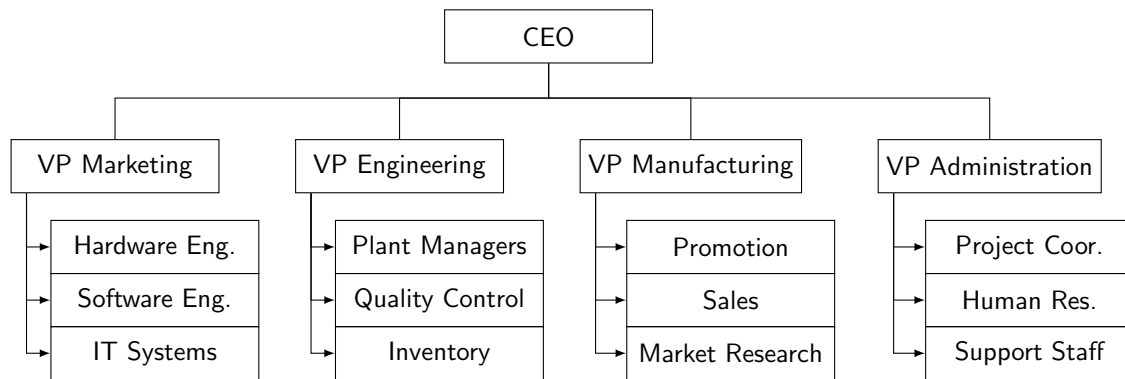 CEO
VP Marketing
VP Engineering
VP Manufacturing
VP Administration
Hardware Eng.
Plant Managers
Promotion
Project Coor.
Software Eng.
Quality Control
Sales
Human Res.
IT Systems
Inventory
Market Research
Support Staff